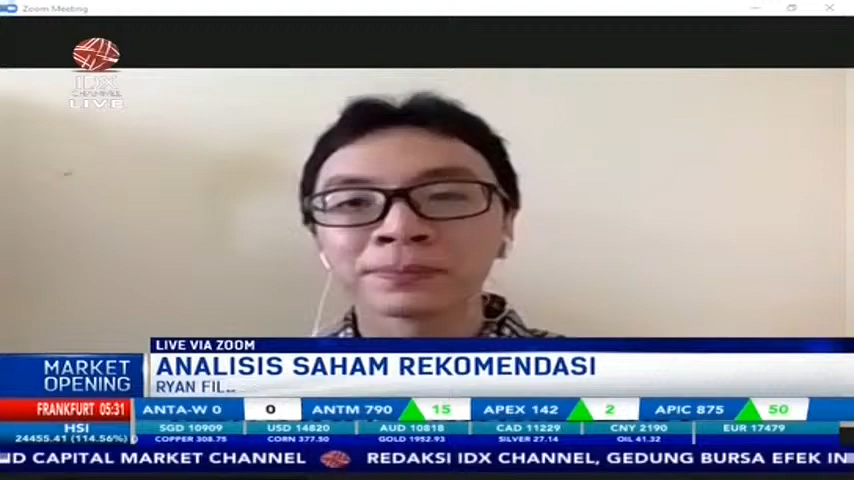 Zoom Meeting
IDX
CHANNEL
LIVE
LIVE VIA ZOOM
MARKET OPENING
ANALISIS SAHAM REKOMENDASI
RYAN FIL
FRANKFURT 05:31
ANTA-W 0 0 ANTM 790 15 APEX 142 2 APIC 875 50
HSI
SGD 10909 USD 14820 AUD 10818 CAD 11229 CNY 2190 EUR 17479
24455.41 (114.56%)
COPPER 308.75 CORN 377.50 GOLD 1952.93 SILVER 27.14 OIL 41.32
D CAPITAL MARKET CHANNEL REDAKSI IDX CHANNEL, GEDUNG BURSA EFEK IN